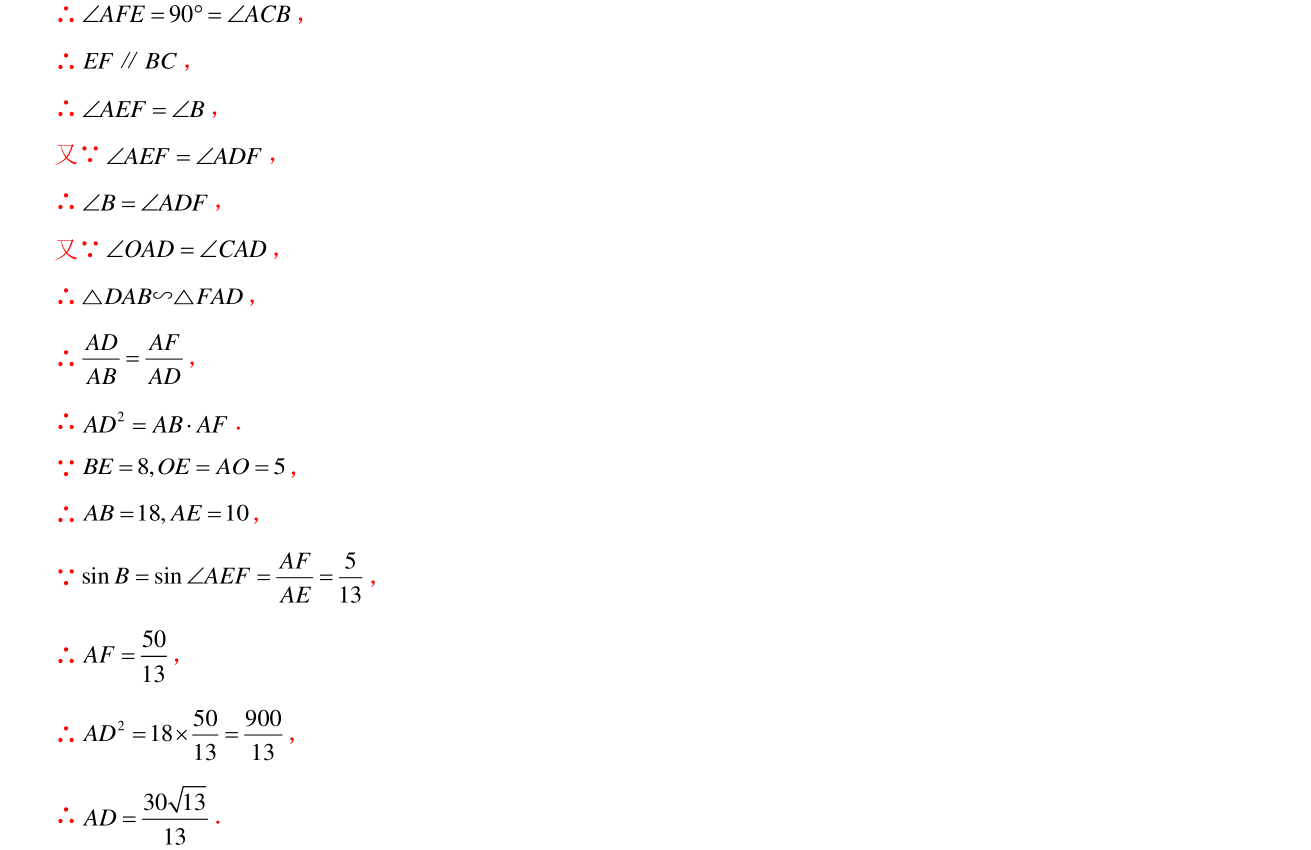 ∴ ∠AFE = 90° = ∠ACB，
∴ EF ∥ BC，
∴ ∠AEF = ∠B，
又∵ ∠AEF = ∠ADF，
∴ ∠B = ∠ADF，
又∵ ∠OAD = ∠CAD，
∴ △DAB∽△FAD，
∴ AD/AB = AF/AD，
∴ AD² = AB · AF．
∵ BE = 8, OE = AO = 5，
∴ AB = 18, AE = 10，
∵ sin B = sin ∠AEF = AF/AE = 5/13，
∴ AF = 50/13，
∴ AD² = 18 × 50/13 = 900/13，
∴ AD = 30√13/13．